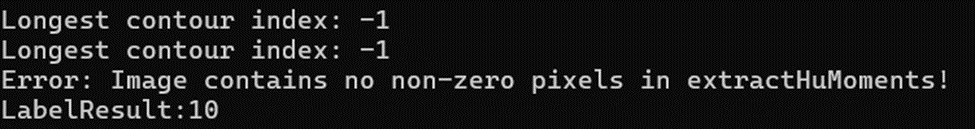 Longest contour index: -1
Longest contour index: -1
Error: Image contains no non-zero pixels in extractHuMoments!
LabelResult:10